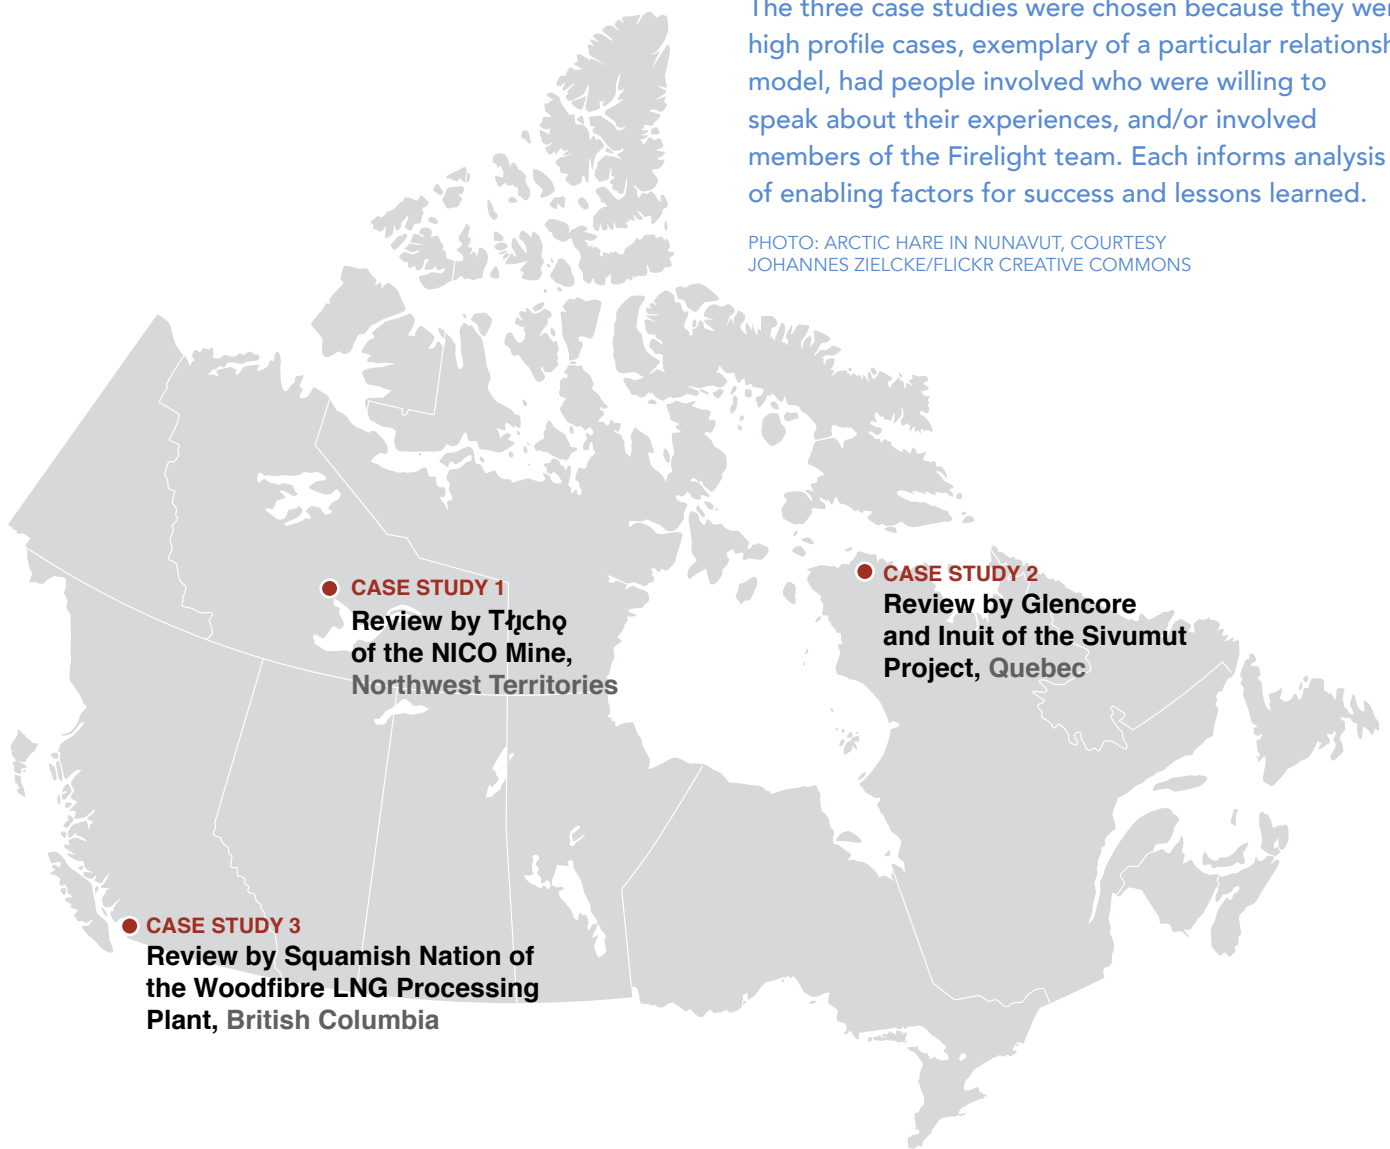 The three case studies were chosen because they
high profile cases, exemplary of a particular
model, had people involved who were willing to
speak about their experiences, and/or involved
members of the Firelight team. Each informs analysis
of enabling factors for success and lessons learned.
PHOTO: ARCTIC HARE IN NUNAVUT, COURTESY
JOHANNES ZIELCKE/FLICKR CREATIVE COMMONS
CASE STUDY 1
Review by Tłı̨chǫ
of the NICO Mine,
Northwest Territories
CASE STUDY 2
Review by Glencore
and Inuit of the Sivumut
Project, Quebec
CASE STUDY 3
Review by Squamish Nation of
the Woodfibre LNG Processing
Plant, British Columbia